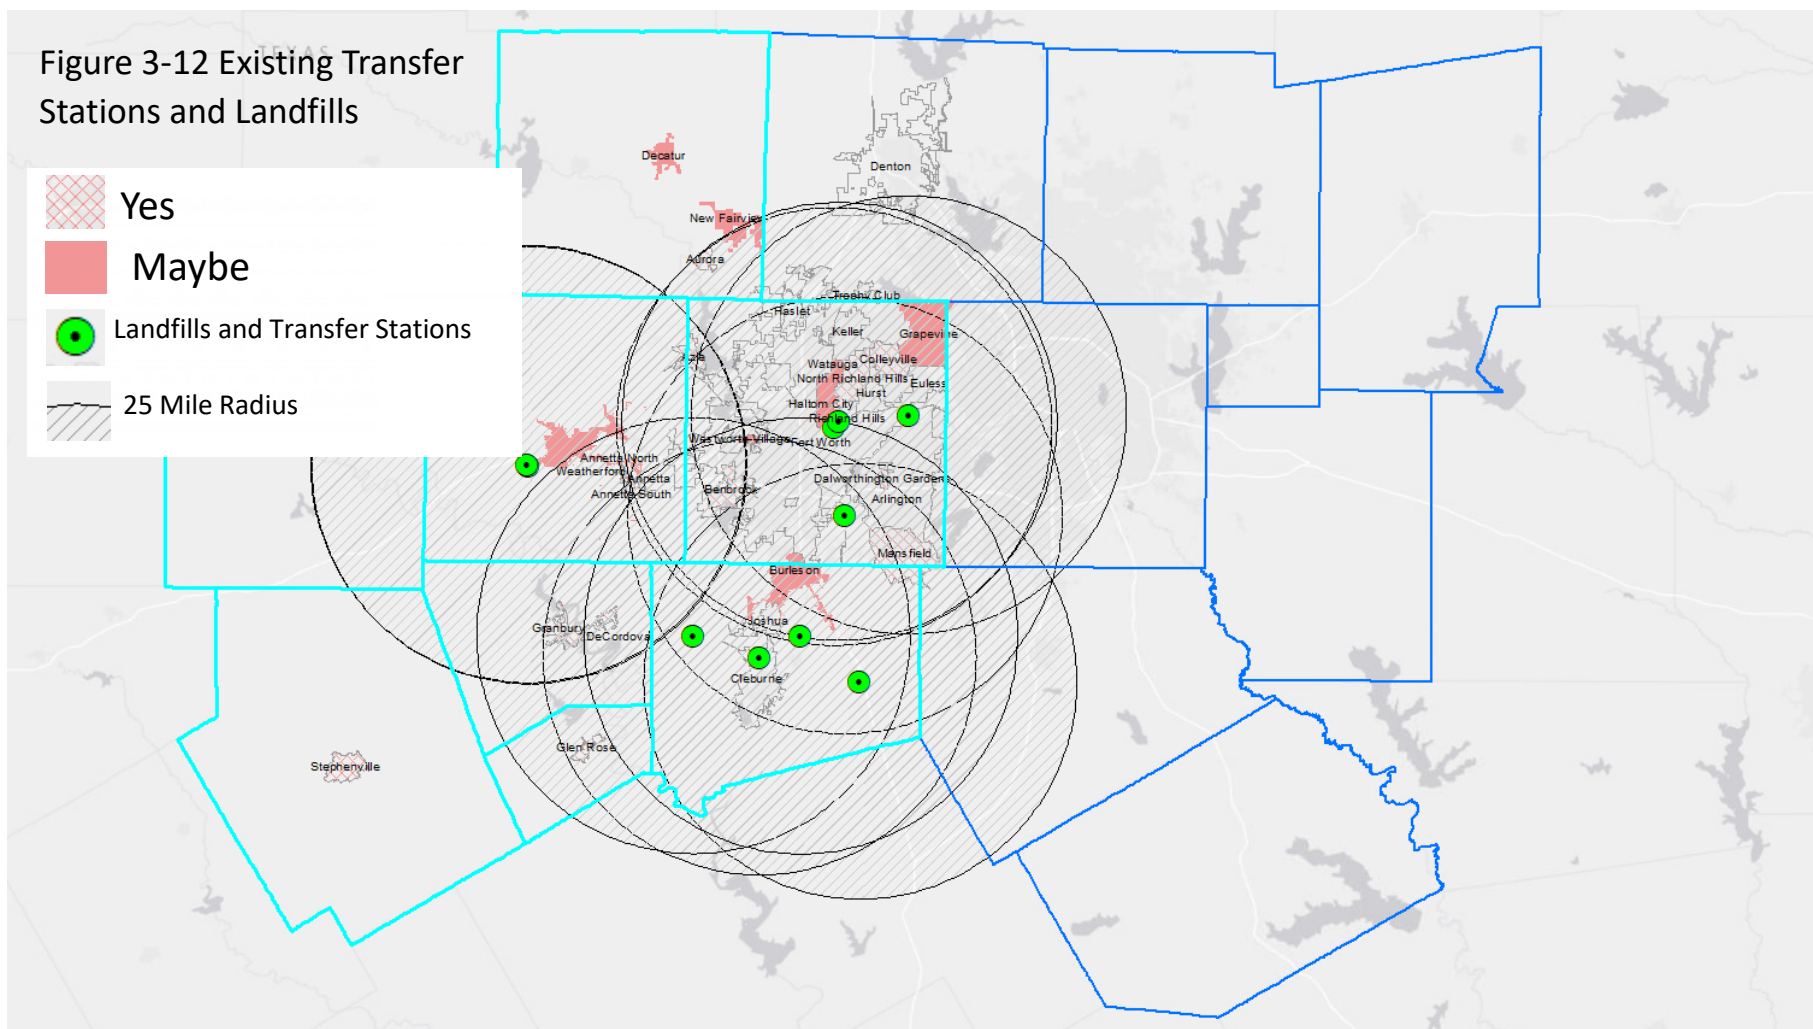 TEXAS
Figure 3-12 Existing Transfer
Stations and Landfills
Yes
Maybe
Landfills and Transfer Stations
25 Mile Radius
Decatur
Denton
New Fairview
Aurora
Trophy Club
Haslet
Keller
Grapevine
Azle
Watauga
Colleyville
North Richland Hills
Euless
Hurst
Haltom City
Richland Hills
Westworth Village
Fort Worth
Annetta North
Weatherford
Annetta
Annetta South
Benbrook
Dalworthington Gardens
Arlington
Mansfield
Burleson
Joshua
Granbury
DeCordova
Cleburne
Glen Rose
Stephenville